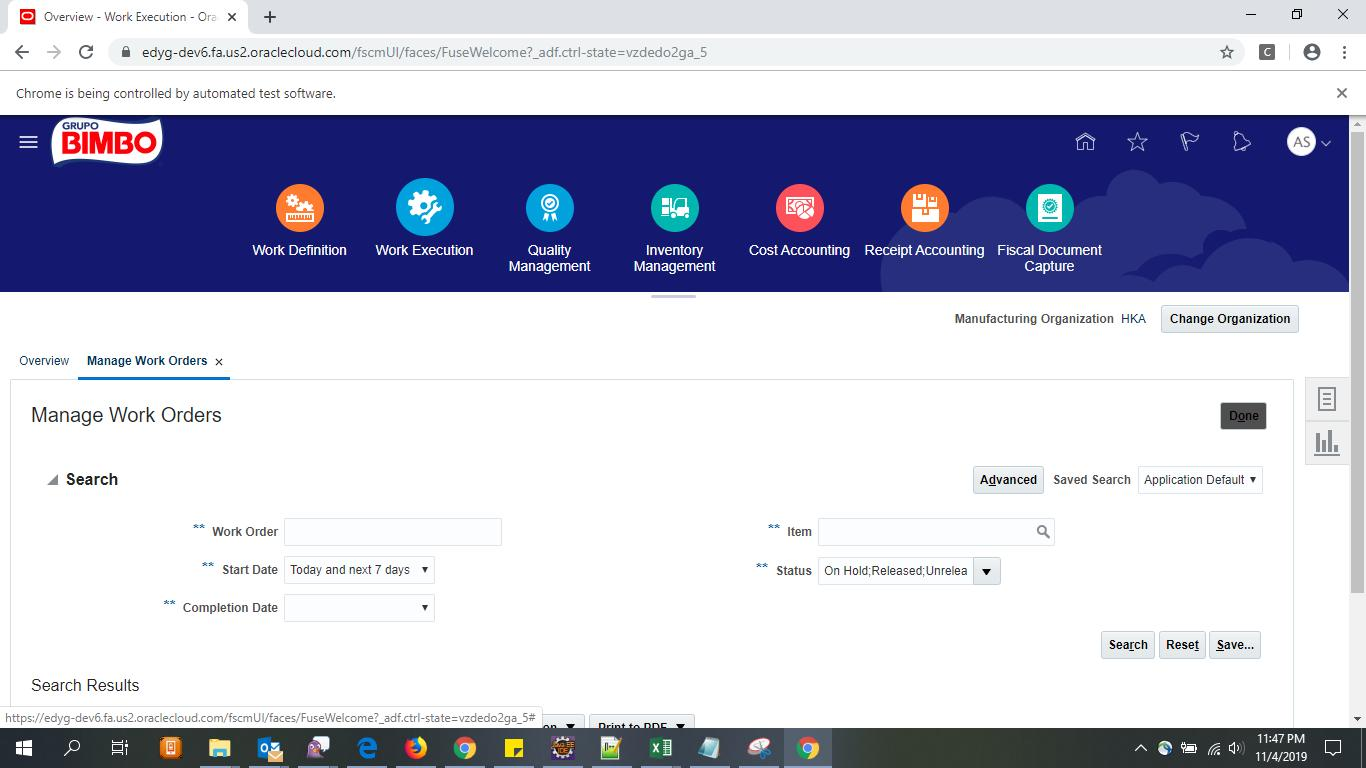 Overview - Work Execution - Ora
edyg-dev6.fa.us2.oraclecloud.com/fscmUI/faces/FuseWelcome?_adf.ctrl-state=vzdedo2ga_5
C
Chrome is being controlled by automated test software.
GRUPO
BIMBO
AS
Work Definition
Work Execution
Quality Management
Inventory Management
Cost Accounting
Receipt Accounting
Fiscal Document Capture
Manufacturing Organization HKA Change Organization
Overview Manage Work Orders
Manage Work Orders Done
Search Advanced Saved Search Application Default
** Work Order ** Item
** Start Date Today and next 7 days ** Status On Hold;Released;Unrelea
** Completion Date
Search Reset Save...
Search Results
Print to PDF
https://edyg-dev6.fa.us2.oraclecloud.com/fscmUI/faces/FuseWelcome?_adf.ctrl-state=vzdedo2ga_5#
11:47 PM
11/4/2019